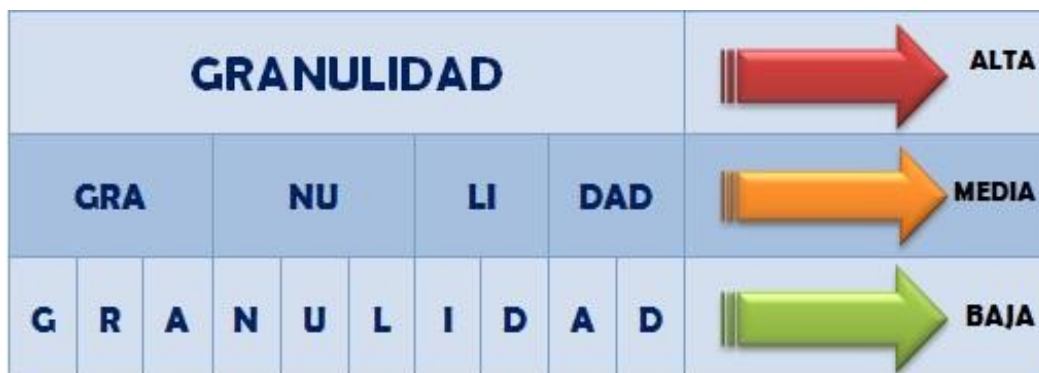 GRANULIDAD ALTA
GRA NU LI DAD MEDIA
G R A N U L I D A D BAJA